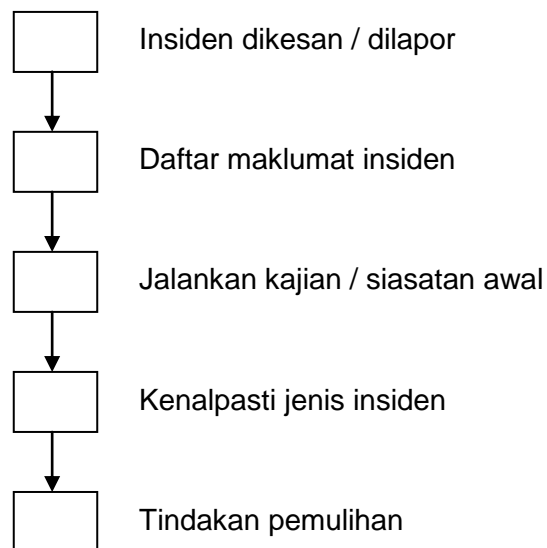 Insiden dikesan / dilapor
Daftar maklumat insiden
Jalankan kajian / siasatan awal
Kenalpasti jenis insiden
Tindakan pemulihan